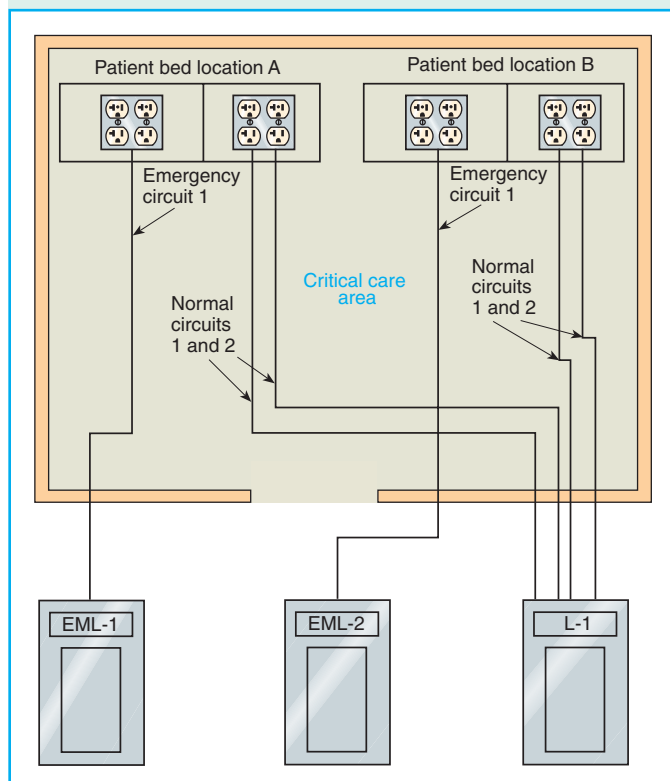 Patient bed location A
Patient bed location B
Emergency
circuit 1
Emergency
circuit 1
Critical care
area
Normal
circuits
1 and 2
Normal
circuits
1 and 2
EML-1
EML-2
L-1